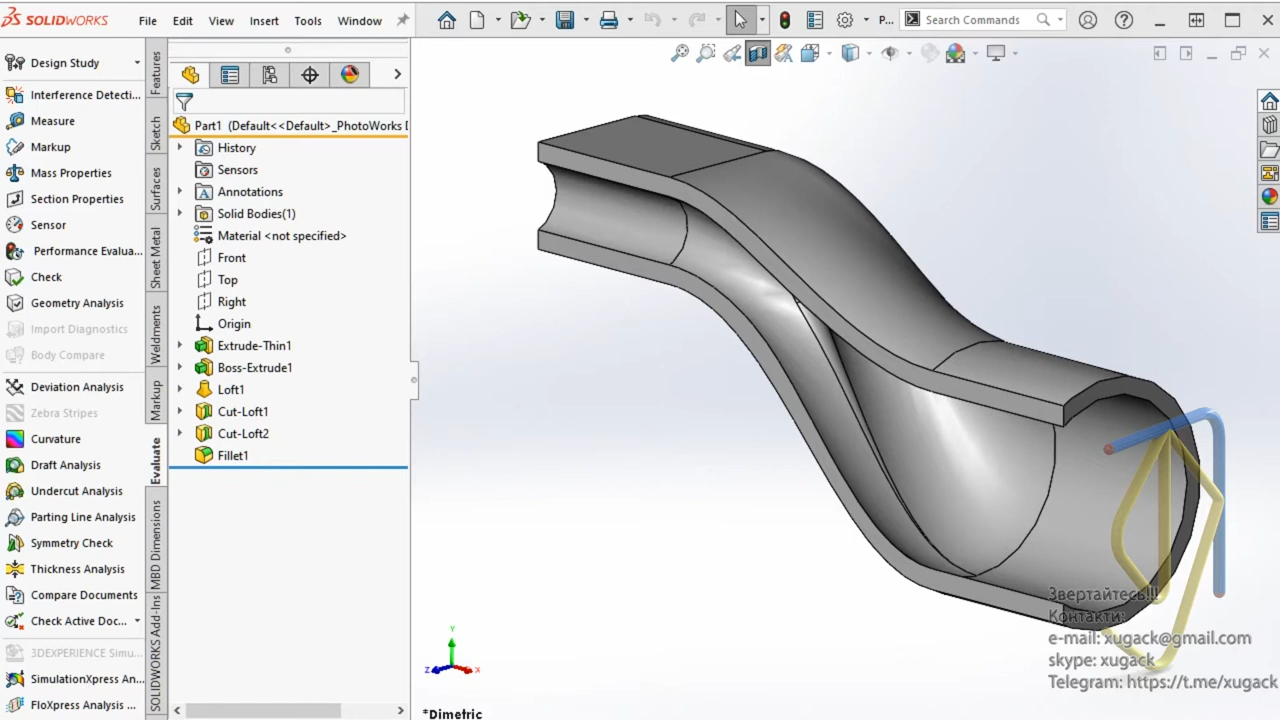 SOLIDWORKS File Edit View Insert Tools Window P... Search Commands
Design Study
Interference Detecti...
Measure
Markup
Mass Properties
Section Properties
Sensor
Performance Evalua...
Check
Geometry Analysis
Import Diagnostics
Body Compare
Deviation Analysis
Zebra Stripes
Curvature
Draft Analysis
Undercut Analysis
Parting Line Analysis
Symmetry Check
Thickness Analysis
Compare Documents
Check Active Doc...
3DEXPERIENCE Simu...
SimulationXpress An...
FloXpress Analysis ...
Features
Sketch
Surfaces
Sheet Metal
Weldments
Markup
Evaluate
MBD Dimensions
SOLIDWORKS Add-Ins
Part1 (Default<<Default>_PhotoWorks D
History
Sensors
Annotations
Solid Bodies(1)
Material <not specified>
Front
Top
Right
Origin
Extrude-Thin1
Boss-Extrude1
Loft1
Cut-Loft1
Cut-Loft2
Fillet1
Y
Z
X
*Dimetric
Звертайтесь!!!
Контакти:
e-mail: xugack@gmail.com
skype: xugack
Telegram: https://t.me/xugack